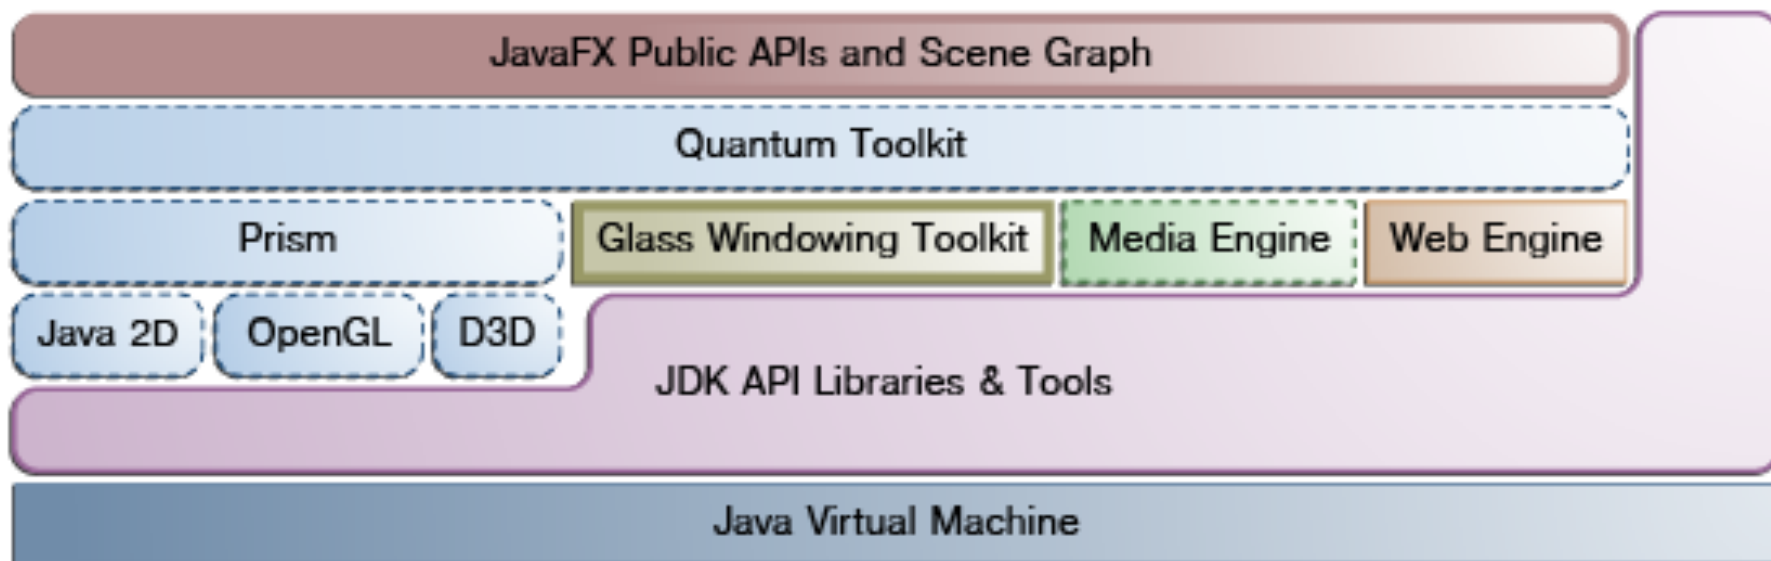 JavaFX Public APIs and Scene Graph
Quantum Toolkit
Prism
Glass Windowing Toolkit
Media Engine
Web Engine
Java 2D
OpenGL
D3D
JDK API Libraries & Tools
Java Virtual Machine